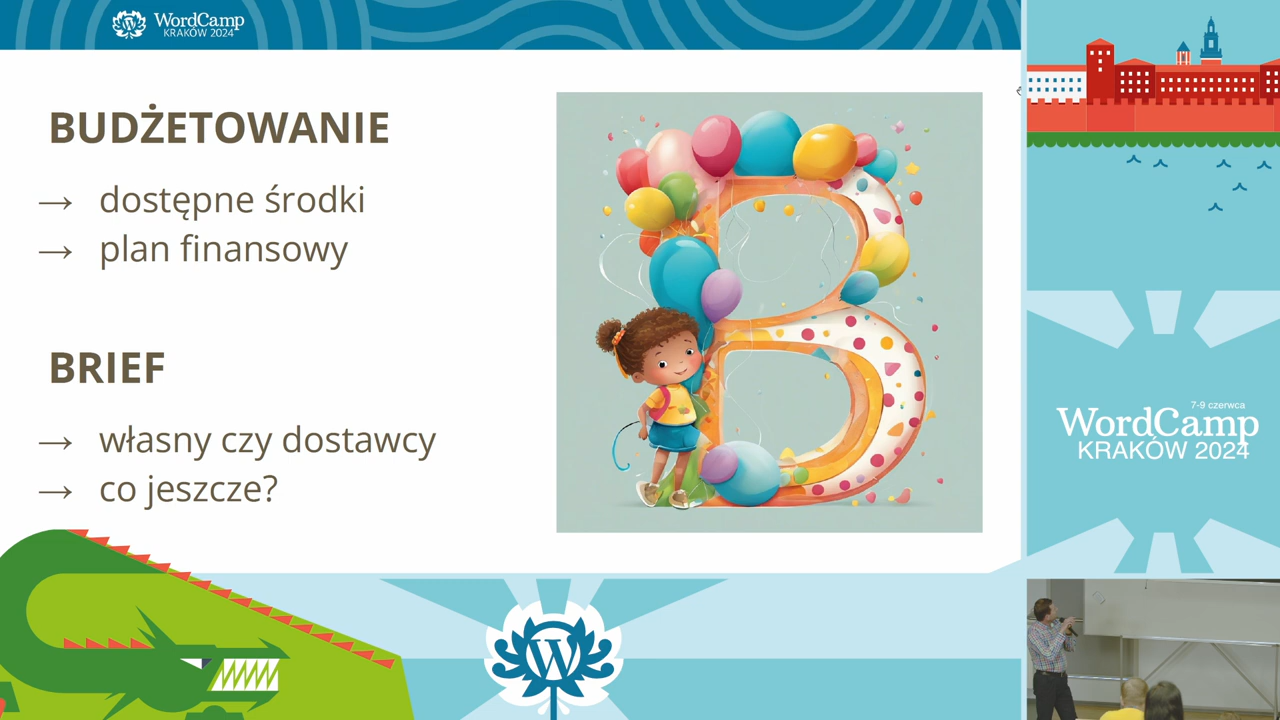 WordCamp
KRAKÓW 2024
BUDŻETOWANIE
→ dostępne środki
→ plan finansowy
BRIEF
→ własny czy dostawcy
→ co jeszcze?
B
7-9 czerwca
WordCamp
KRAKÓW 2024
W